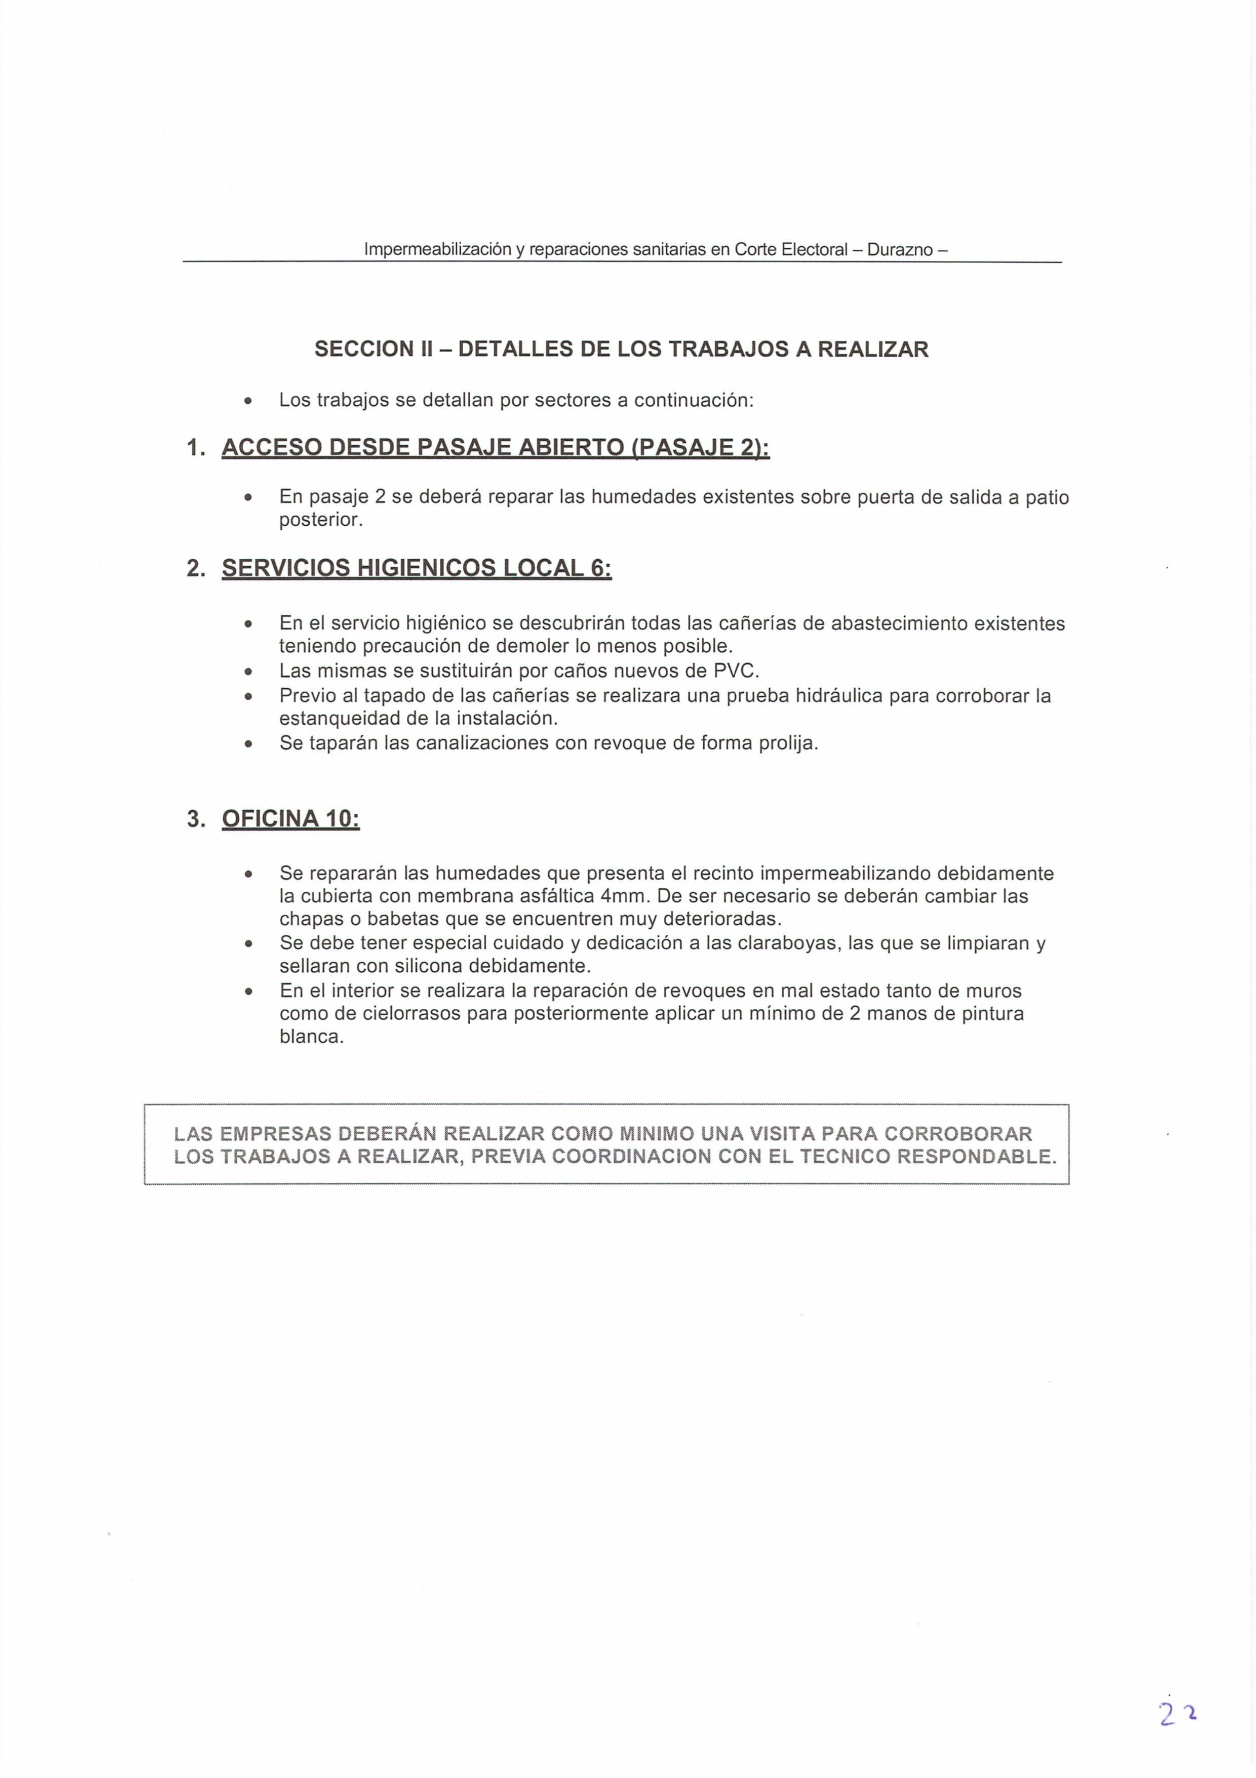 Impermeabilización y reparaciones sanitarias en Corte Electoral – Durazno –
SECCION II – DETALLES DE LOS TRABAJOS A REALIZAR
• Los trabajos se detallan por sectores a continuación:
1. ACCESO DESDE PASAJE ABIERTO (PASAJE 2):
• En pasaje 2 se deberá reparar las humedades existentes sobre puerta de salida a patio
posterior.
2. SERVICIOS HIGIENICOS LOCAL 6:
• En el servicio higiénico se descubrirán todas las cañerías de abastecimiento existentes
teniendo precaución de demoler lo menos posible.
• Las mismas se sustituirán por caños nuevos de PVC.
• Previo al tapado de las cañerías se realizara una prueba hidráulica para corroborar la
estanqueidad de la instalación.
• Se taparán las canalizaciones con revoque de forma prolija.
3. OFICINA 10:
• Se repararán las humedades que presenta el recinto impermeabilizando debidamente
la cubierta con membrana asfáltica 4mm. De ser necesario se deberán cambiar las
chapas o babetas que se encuentren muy deterioradas.
• Se debe tener especial cuidado y dedicación a las claraboyas, las que se limpiaran y
sellaran con silicona debidamente.
• En el interior se realizara la reparación de revoques en mal estado tanto de muros
como de cielorrasos para posteriormente aplicar un mínimo de 2 manos de pintura
blanca.
LAS EMPRESAS DEBERÁN REALIZAR COMO MINIMO UNA VISITA PARA CORROBORAR
LOS TRABAJOS A REALIZAR, PREVIA COORDINACION CON EL TECNICO RESPONDABLE.
22